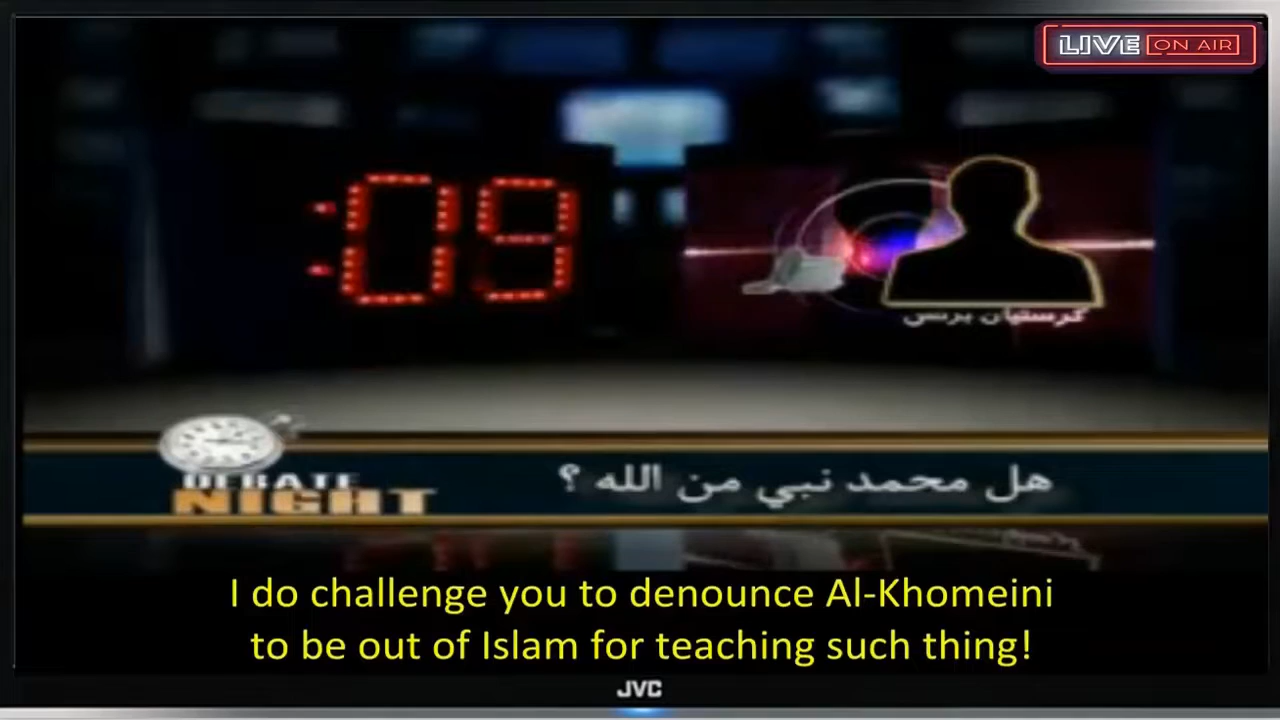 LIVE ON AIR
:09
كرستيان برنس
DEBATE
NIGHT
هل محمد نبي من الله ؟
I do challenge you to denounce Al-Khomeini
to be out of Islam for teaching such thing!
JVC